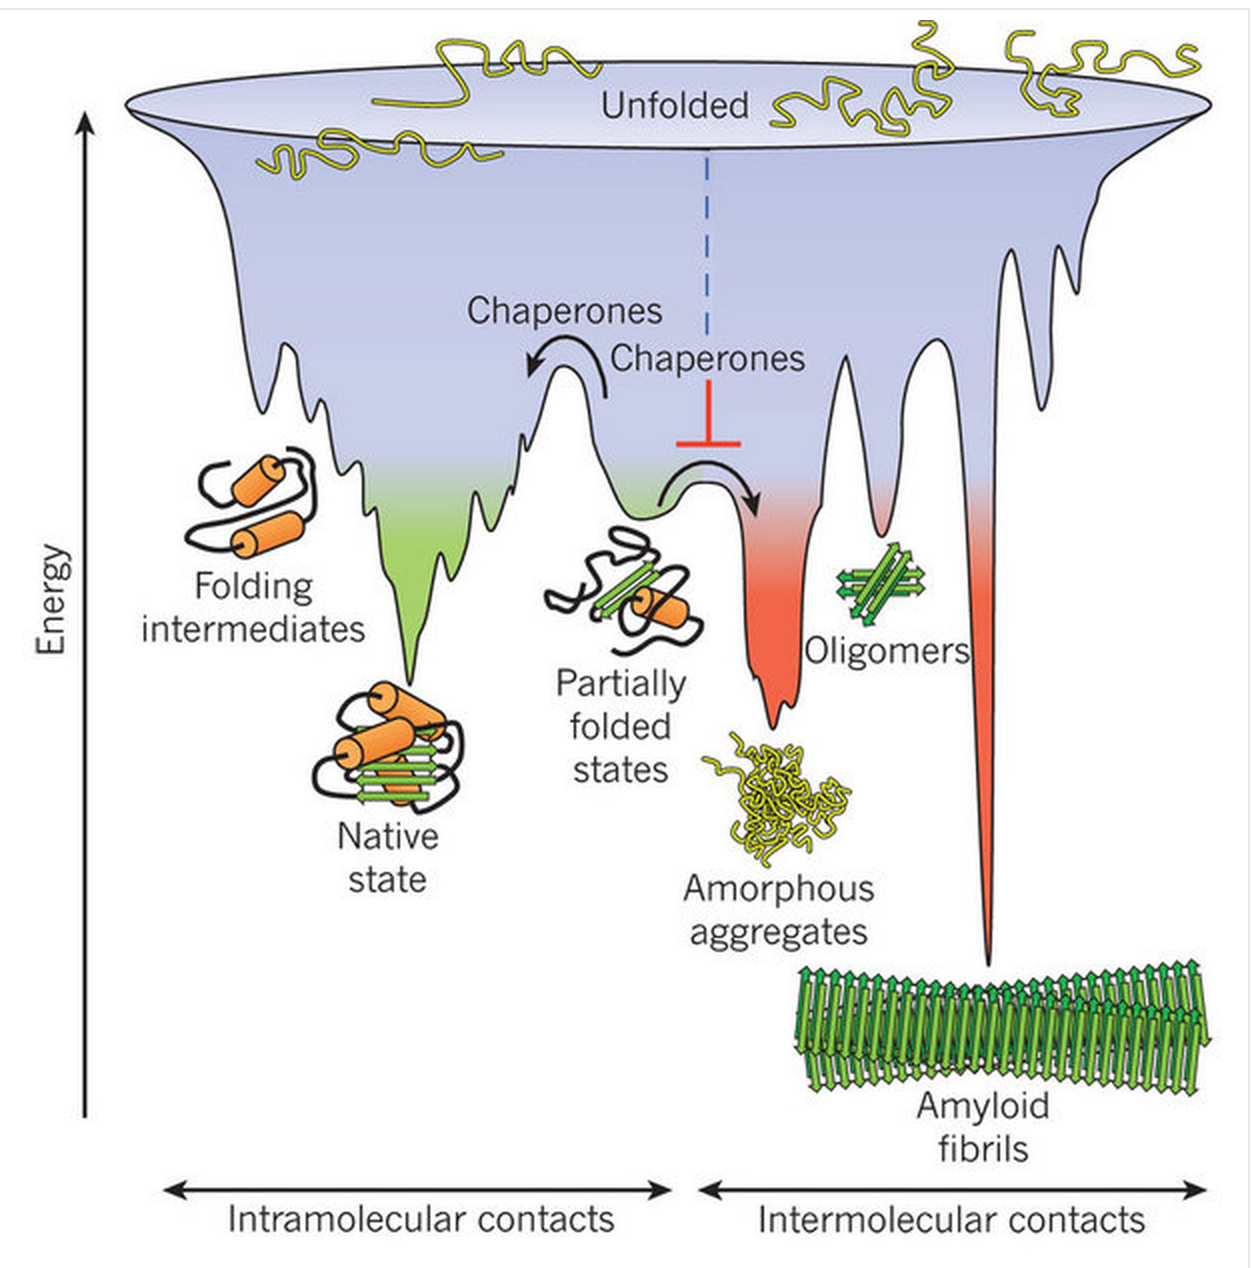 Unfolded
Chaperones
Chaperones
Energy
Folding
intermediates
Partially
folded
states
Oligomers
Native
state
Amorphous
aggregates
Amyloid
fibrils
Intramolecular contacts
Intermolecular contacts